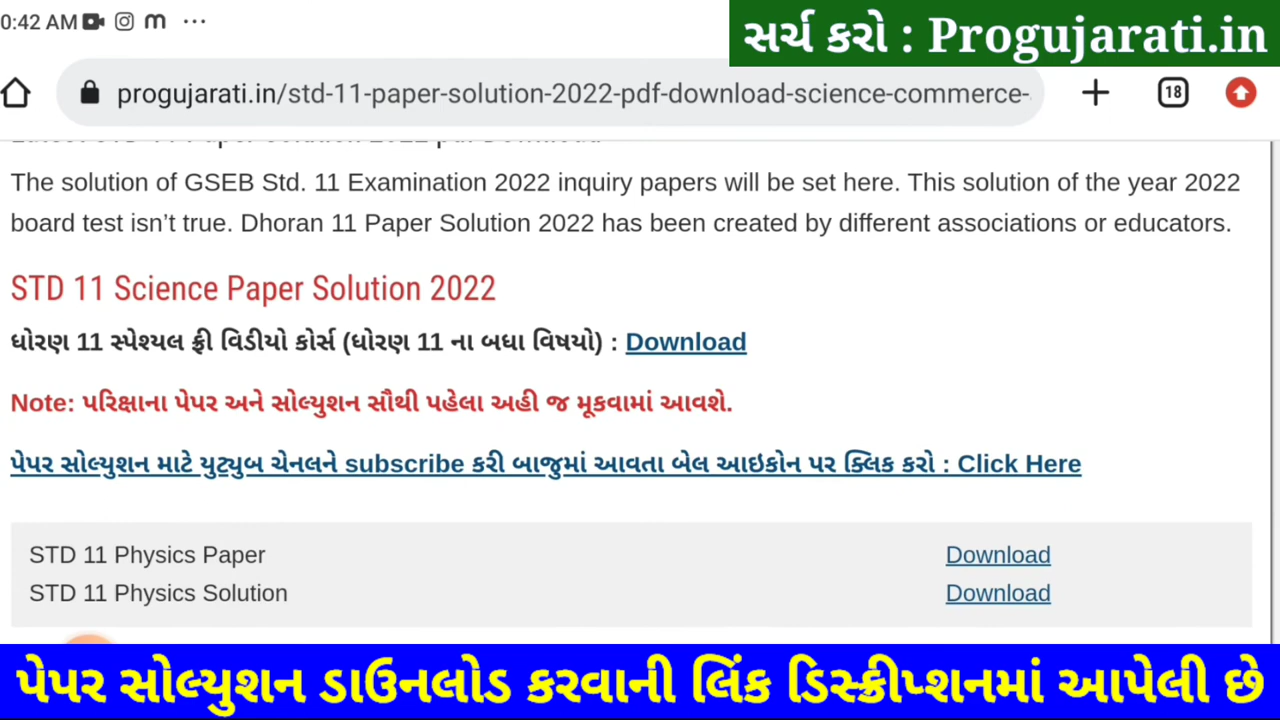 0:42 AM
સર્ચ કરો : Progujarati.in
progujarati.in/std-11-paper-solution-2022-pdf-download-science-commerce-
18
The solution of GSEB Std. 11 Examination 2022 inquiry papers will be set here. This solution of the year 2022
board test isn’t true. Dhoran 11 Paper Solution 2022 has been created by different associations or educators.
STD 11 Science Paper Solution 2022
ધોરણ 11 સ્પેશ્યલ ફ્રી વિડીયો કોર્સ (ધોરણ 11 ના બધા વિષયો) : Download
Note: પરિક્ષાના પેપર અને સોલ્યુશન સૌથી પહેલા અહી જ મૂકવામાં આવશે.
પેપર સોલ્યુશન માટે યુટ્યુબ ચેનલને subscribe કરી બાજુમાં આવતા બેલ આઇકોન પર ક્લિક કરો : Click Here
STD 11 Physics Paper Download
STD 11 Physics Solution Download
પેપર સોલ્યુશન ડાઉનલોડ કરવાની લિંક ડિસ્ક્રીપ્શનમાં આપેલી છે